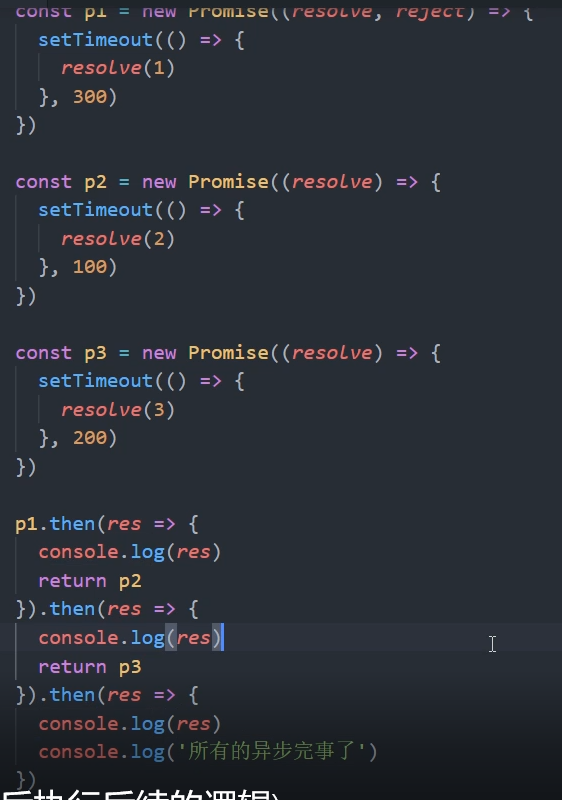 const p1 = new Promise((resolve, reject) => {
  setTimeout(() => {
    resolve(1)
  }, 300)
})

const p2 = new Promise((resolve) => {
  setTimeout(() => {
    resolve(2)
  }, 100)
})

const p3 = new Promise((resolve) => {
  setTimeout(() => {
    resolve(3)
  }, 200)
})

p1.then(res => {
  console.log(res)
  return p2
}).then(res => {
  console.log(res)
  return p3
}).then(res => {
  console.log(res)
  console.log('所有的异步完事了')
})
后执行后续的逻辑)